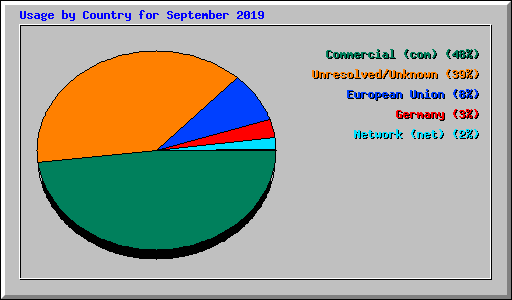 Usage by Country for September 2019
Commercial (com) (48%)
Unresolved/Unknown (39%)
European Union (8%)
Germany (3%)
Network (net) (2%)